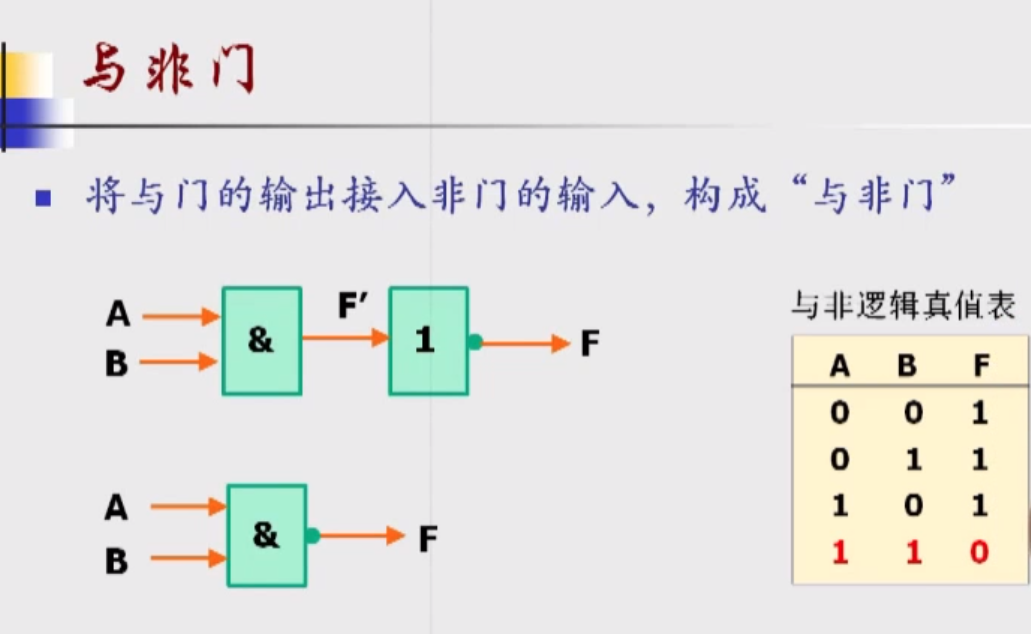 与非门
将与门的输出接入非门的输入，构成“与非门”
A
B
&
F′
1
F
A
B
&
F
与非逻辑真值表
A B F
0 0 1
0 1 1
1 0 1
1 1 0